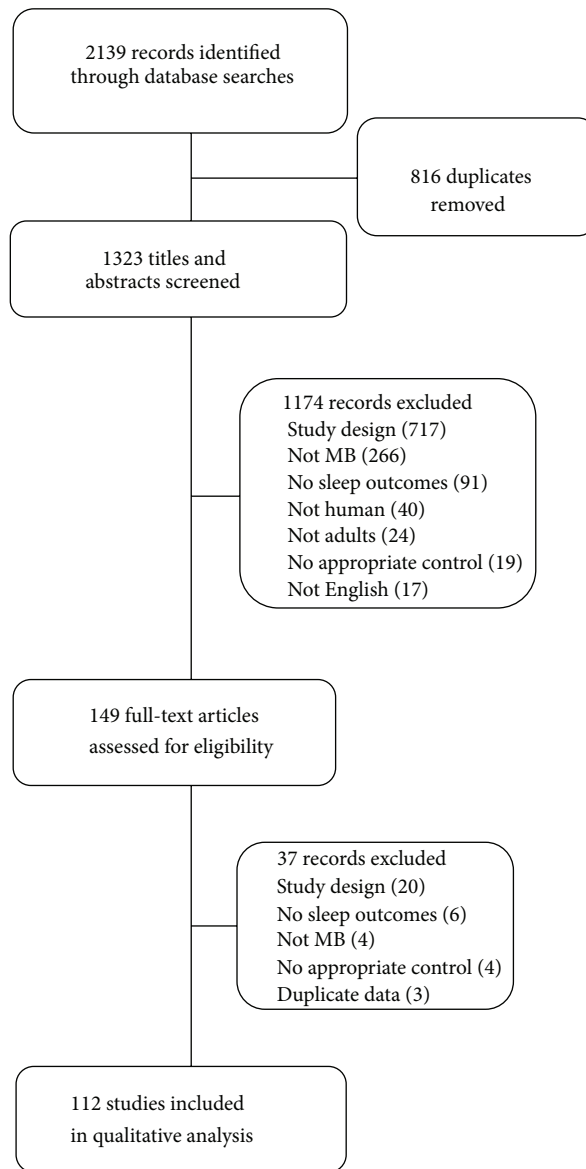 2139 records identified
through database searches
816 duplicates
removed
1323 titles and
abstracts screened
1174 records excluded
Study design (717)
Not MB (266)
No sleep outcomes (91)
Not human (40)
Not adults (24)
No appropriate control (19)
Not English (17)
149 full-text articles
assessed for eligibility
37 records excluded
Study design (20)
No sleep outcomes (6)
Not MB (4)
No appropriate control (4)
Duplicate data (3)
112 studies included
in qualitative analysis